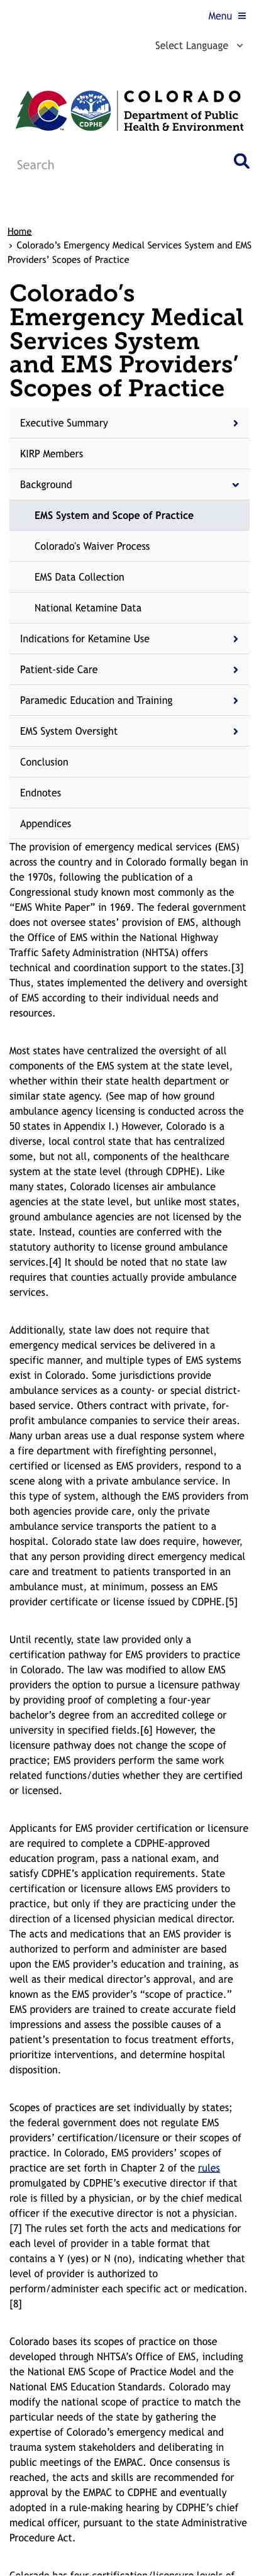 Menu
Select Language
COLORADO
Department of Public
Health & Environment
CDPHE
Search
Home
› Colorado’s Emergency Medical Services System and EMS
Providers’ Scopes of Practice
Colorado’s
Emergency Medical
Services System
and EMS Providers’
Scopes of Practice
Executive Summary
KIRP Members
Background
EMS System and Scope of Practice
Colorado's Waiver Process
EMS Data Collection
National Ketamine Data
Indications for Ketamine Use
Patient-side Care
Paramedic Education and Training
EMS System Oversight
Conclusion
Endnotes
Appendices
The provision of emergency medical services (EMS)
across the country and in Colorado formally began in
the 1970s, following the publication of a
Congressional study known most commonly as the
“EMS White Paper” in 1969. The federal government
does not oversee states’ provision of EMS, although
the Office of EMS within the National Highway
Traffic Safety Administration (NHTSA) offers
technical and coordination support to the states.[3]
Thus, states implemented the delivery and oversight
of EMS according to their individual needs and
resources.
Most states have centralized the oversight of all
components of the EMS system at the state level,
whether within their state health department or
similar state agency. (See map of how ground
ambulance agency licensing is conducted across the
50 states in Appendix I.) However, Colorado is a
diverse, local control state that has centralized
some, but not all, components of the healthcare
system at the state level (through CDPHE). Like
many states, Colorado licenses air ambulance
agencies at the state level, but unlike most states,
ground ambulance agencies are not licensed by the
state. Instead, counties are conferred with the
statutory authority to license ground ambulance
services.[4] It should be noted that no state law
requires that counties actually provide ambulance
services.
Additionally, state law does not require that
emergency medical services be delivered in a
specific manner, and multiple types of EMS systems
exist in Colorado. Some jurisdictions provide
ambulance services as a county- or special district-
based service. Others contract with private, for-
profit ambulance companies to service their areas.
Many urban areas use a dual response system where
a fire department with firefighting personnel,
certified or licensed as EMS providers, respond to a
scene along with a private ambulance service. In
this type of system, although the EMS providers from
both agencies provide care, only the private
ambulance service transports the patient to a
hospital. Colorado state law does require, however,
that any person providing direct emergency medical
care and treatment to patients transported in an
ambulance must, at minimum, possess an EMS
provider certificate or license issued by CDPHE.[5]
Until recently, state law provided only a
certification pathway for EMS providers to practice
in Colorado. The law was modified to allow EMS
providers the option to pursue a licensure pathway
by providing proof of completing a four-year
bachelor’s degree from an accredited college or
university in specified fields.[6] However, the
licensure pathway does not change the scope of
practice; EMS providers perform the same work
related functions/duties whether they are certified
or licensed.
Applicants for EMS provider certification or licensure
are required to complete a CDPHE-approved
education program, pass a national exam, and
satisfy CDPHE’s application requirements. State
certification or licensure allows EMS providers to
practice, but only if they are practicing under the
direction of a licensed physician medical director.
The acts and medications that an EMS provider is
authorized to perform and administer are based
upon the EMS provider’s education and training, as
well as their medical director’s approval, and are
known as the EMS provider’s “scope of practice.”
EMS providers are trained to create accurate field
impressions and assess the possible causes of a
patient’s presentation to focus treatment efforts,
prioritize interventions, and determine hospital
disposition.
Scopes of practices are set individually by states;
the federal government does not regulate EMS
providers’ certification/licensure or their scopes of
practice. In Colorado, EMS providers’ scopes of
practice are set forth in Chapter 2 of the rules
promulgated by CDPHE’s executive director if that
role is filled by a physician, or by the chief medical
officer if the executive director is not a physician.
[7] The rules set forth the acts and medications for
each level of provider in a table format that
contains a Y (yes) or N (no), indicating whether that
level of provider is authorized to
perform/administer each specific act or medication.
[8]
Colorado bases its scopes of practice on those
developed through NHTSA’s Office of EMS, including
the National EMS Scope of Practice Model and the
National EMS Education Standards. Colorado may
modify the national scope of practice to match the
particular needs of the state by gathering the
expertise of Colorado’s emergency medical and
trauma system stakeholders and deliberating in
public meetings of the EMPAC. Once consensus is
reached, the acts and skills are recommended for
approval by the EMPAC to CDPHE and eventually
adopted in a rule-making hearing by CDPHE’s chief
medical officer, pursuant to the state Administrative
Procedure Act.
Colorado has four certification/licensure levels of